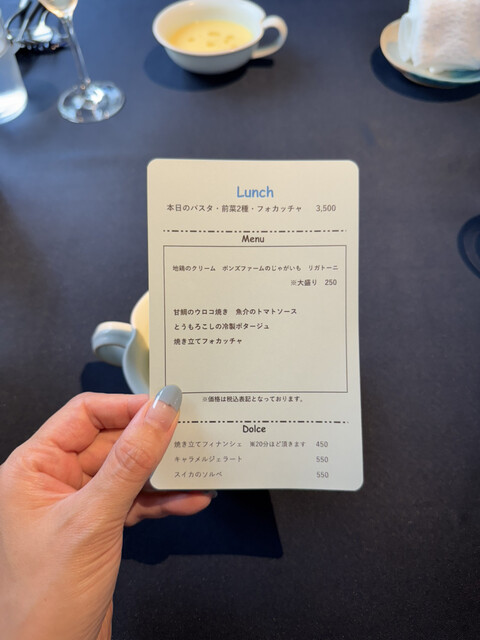 Lunch
本日のパスタ・前菜2種・フォカッチャ 3,500
Menu
地鶏のクリーム ポンズファームのじゃがいも リガトーニ
※大盛り 250
甘鯛のウロコ焼き 魚介のトマトソース
とうもろこしの冷製ポタージュ
焼き立てフォカッチャ
※価格は税込表記となっております。
Dolce
焼き立てフィナンシェ ※20分ほど頂きます 450
キャラメルジェラート 550
スイカのソルベ 550